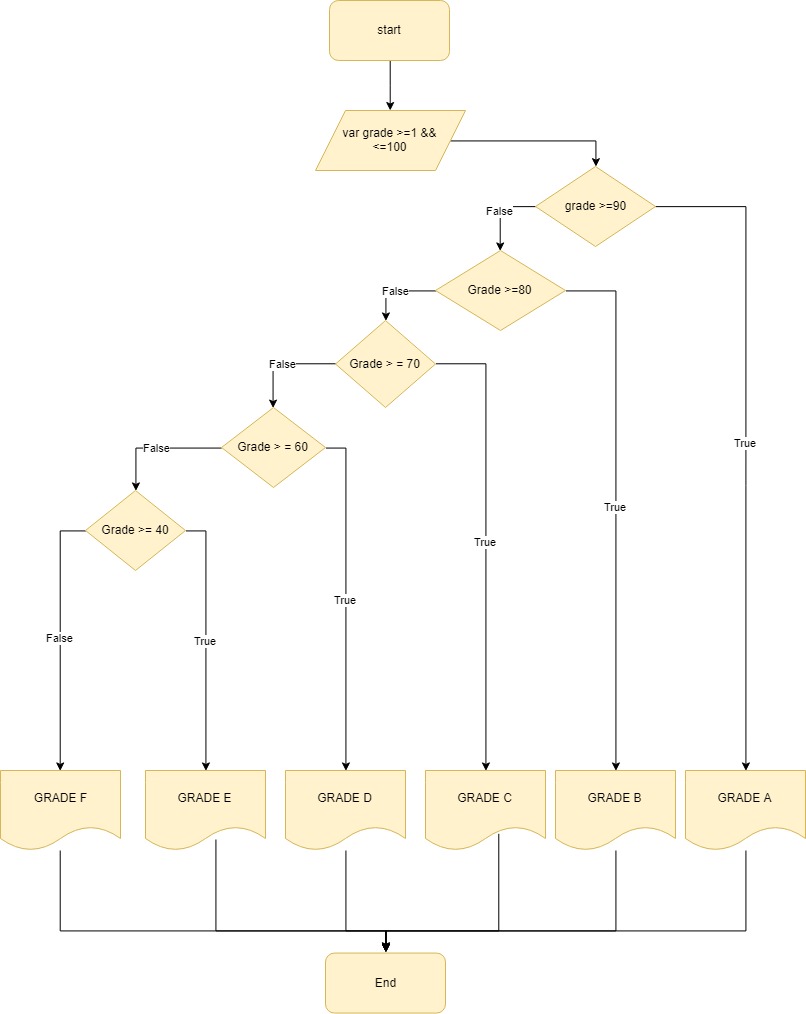 start
var grade >=1 &&
<=100
grade >=90
False
Grade >=80
False
Grade > = 70
False
Grade > = 60
True
False
Grade >= 40
True
True
True
False
True
GRADE F
GRADE E
GRADE D
GRADE C
GRADE B
GRADE A
End